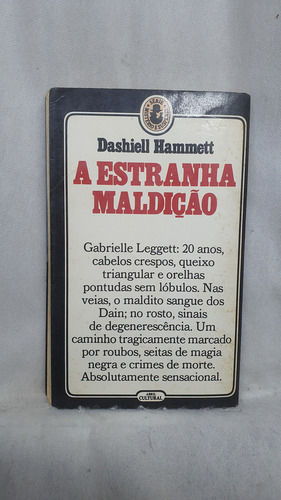 Dashiell Hammett
A ESTRANHA
MALDIÇÃO
Gabrielle Leggett: 20 anos,
cabelos crespos, queixo
triangular e orelhas
pontudas sem lóbulos. Nas
veias, o maldito sangue dos
Dain; no rosto, sinais
de degenerescência. Um
caminho tragicamente marcado
por roubos, seitas de magia
negra e crimes de morte.
Absolutamente sensacional.
ABRIL
CULTURAL